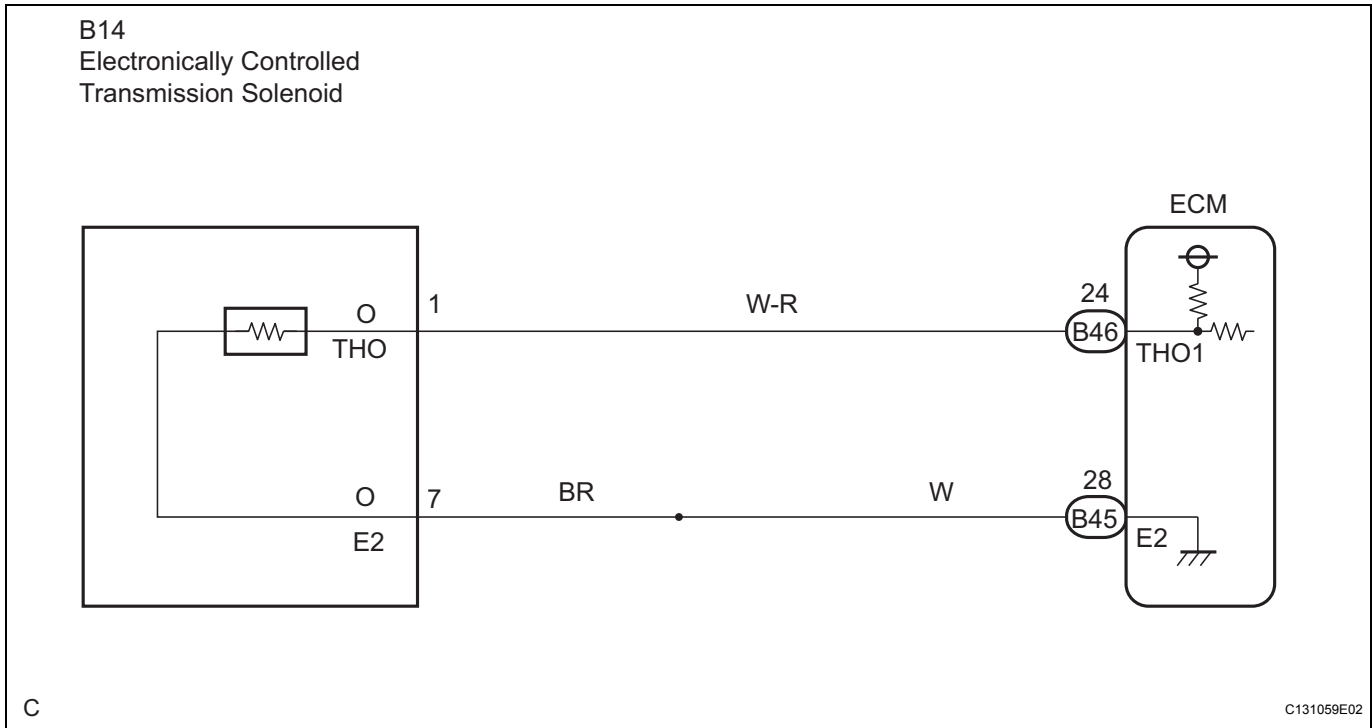 B14
Electronically Controlled
Transmission Solenoid
ECM
O
THO
1
W-R
24
B46
THO1
O
E2
7
BR
W
28
B45
E2
C
C131059E02